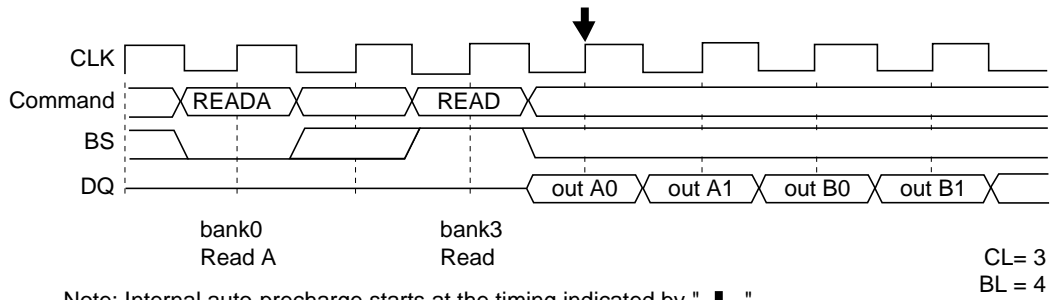 CLK
Command
READA
READ
BS
DQ
out A0
out A1
out B0
out B1
bank0
Read A
bank3
Read
CL= 3
BL = 4
Note: Internal auto-precharge starts at the timing indicated by " ".